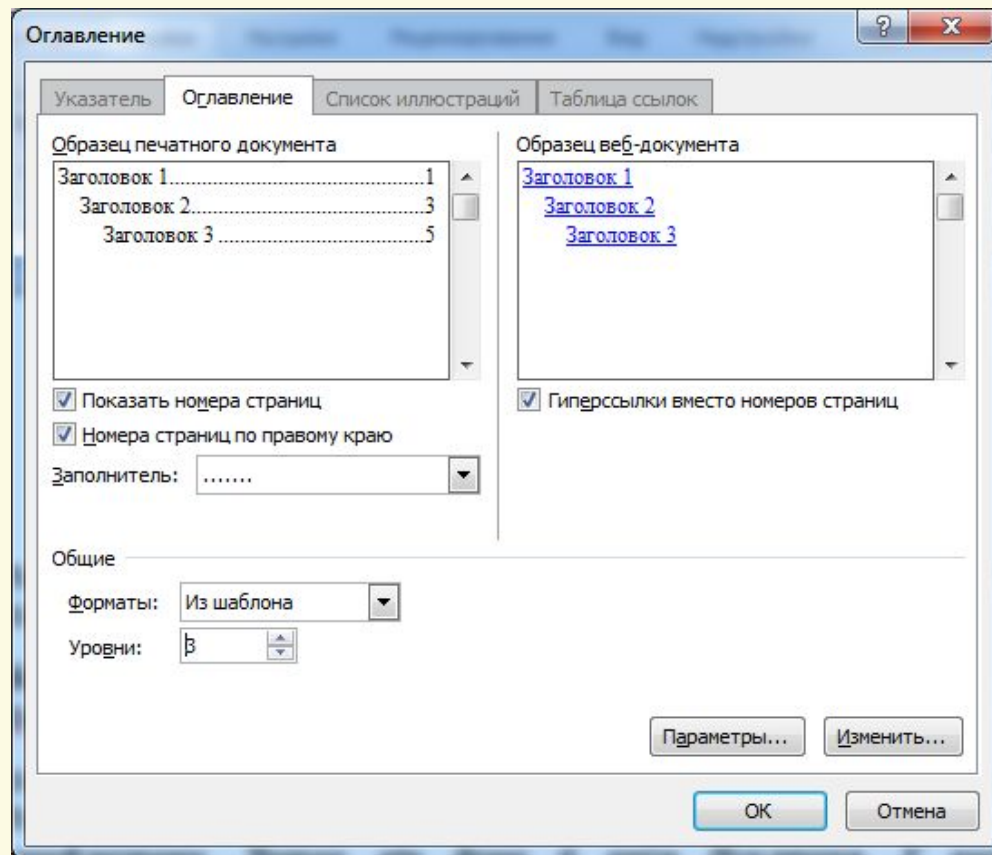 Оглавление
Указатель Оглавление Список иллюстраций Таблица ссылок
Образец печатного документа
Заголовок 1.................................................1
Заголовок 2............................................3
Заголовок 3 ........................................5
Образец веб-документа
Заголовок 1
Заголовок 2
Заголовок 3
Показать номера страниц
Номера страниц по правому краю
Заполнитель: .......
Гиперссылки вместо номеров страниц
Общие
Форматы: Из шаблона
Уровни: 3
Параметры... Изменить...
ОК Отмена